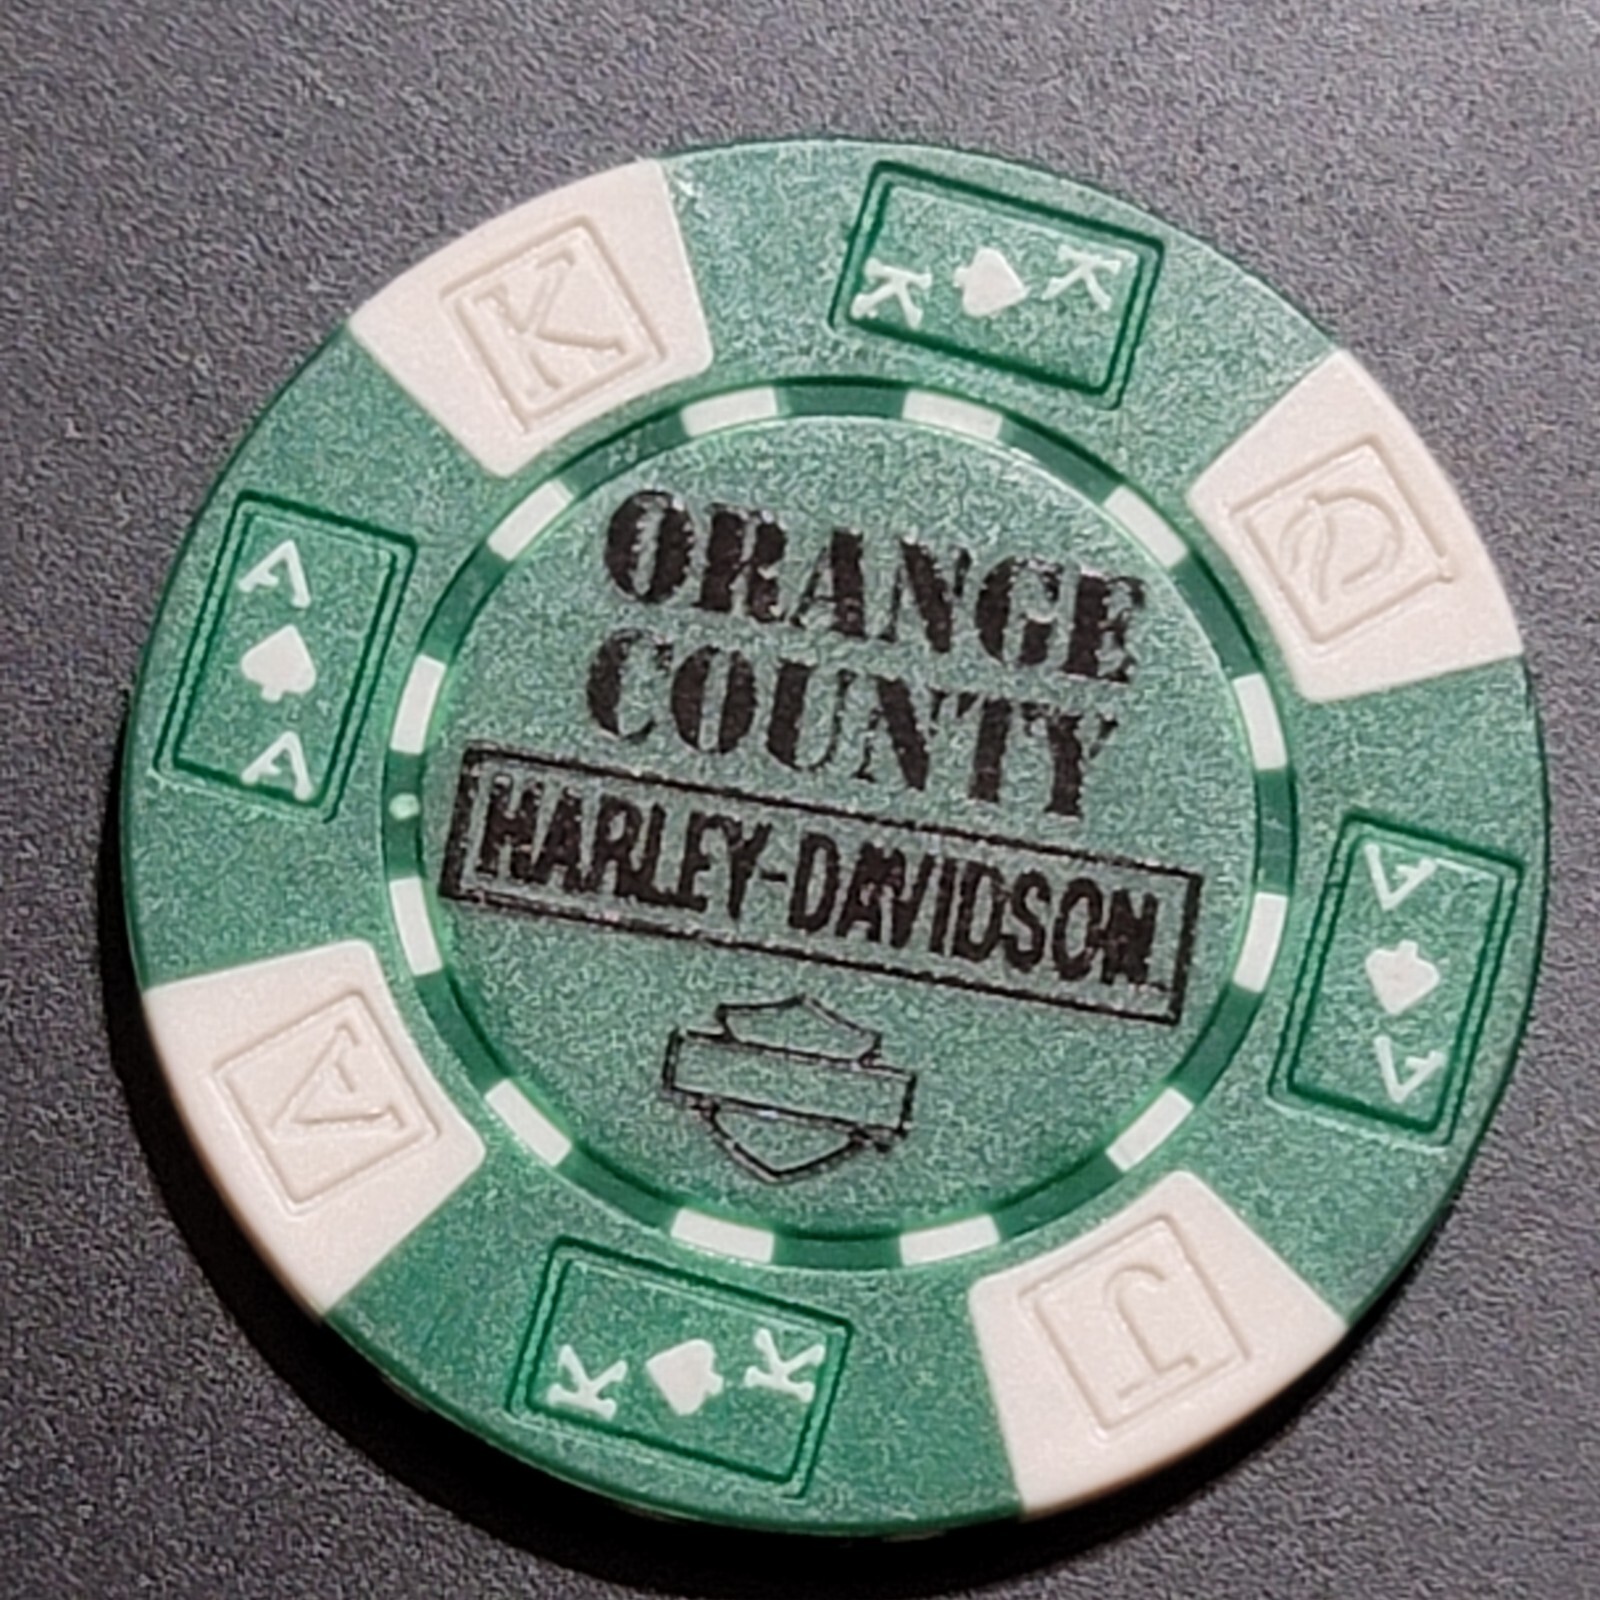 K
K K
Q
A A
ORANGE
COUNTY
HARLEY-DAVIDSON
A A
A
K K
J